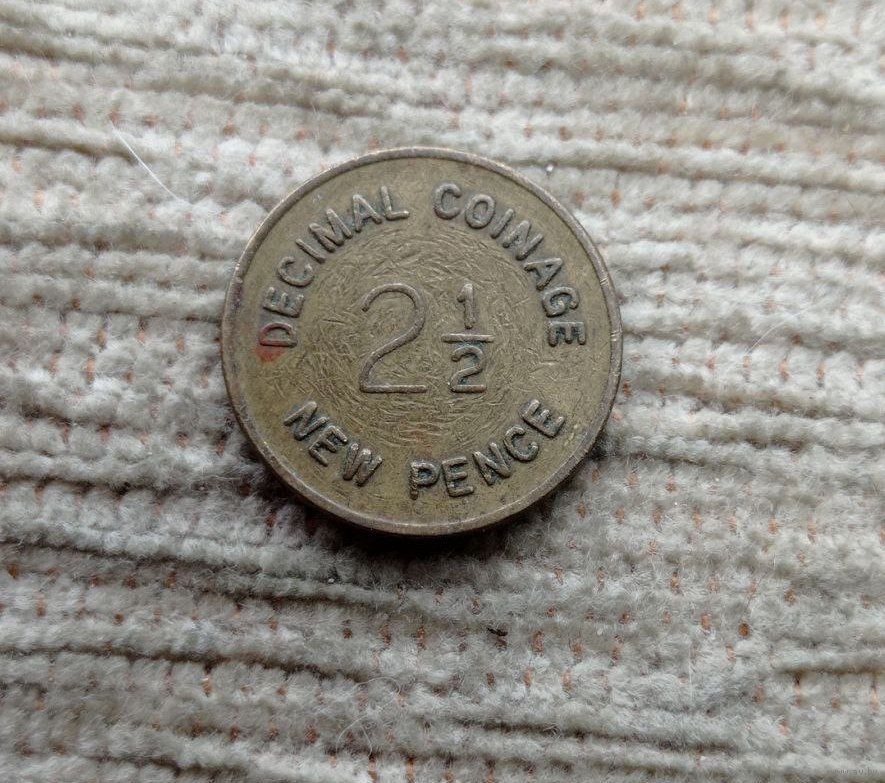 DECIMAL COINAGE
2 1/2
NEW PENCE